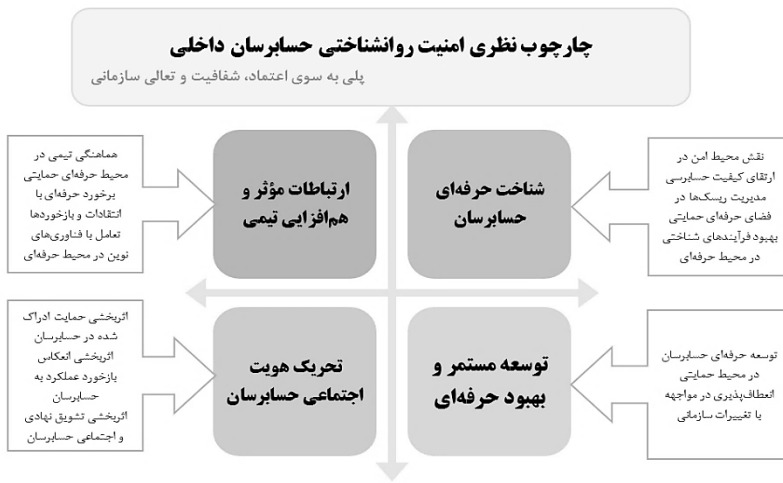 چارچوب نظری امنیت روانشناختی حسابرسان داخلی
پلی به سوی اعتماد، شفافیت و تعالی سازمانی
نقش محیط امن در
ارتقای کیفیت حسابرسی
مدیریت ریسک‌ها در
فضای حرفه‌ای حمایتی
بهبود فرآیندهای شناختی
در محیط حرفه‌ای
شناخت حرفه‌ای
حسابرسان
ارتباطات مؤثر و
هم‌افزایی تیمی
هماهنگی تیمی در
محیط حرفه‌ای حمایتی
برخورد حرفه‌ای با
انتقادات و بازخوردها
تعامل با فناوری‌های
نوین در محیط حرفه‌ای
توسعه حرفه‌ای حسابرسان
در محیط حمایتی
انعطاف‌پذیری در مواجهه
با تغییرات سازمانی
توسعه مستمر و
بهبود حرفه‌ای
تحریک هویت
اجتماعی حسابرسان
اثربخشی حمایت ادراک
شده در حسابرسان
اثربخشی انعکاس
بازخورد عملکرد به
حسابرسان
اثربخشی تشویق نهادی
و اجتماعی حسابرسان